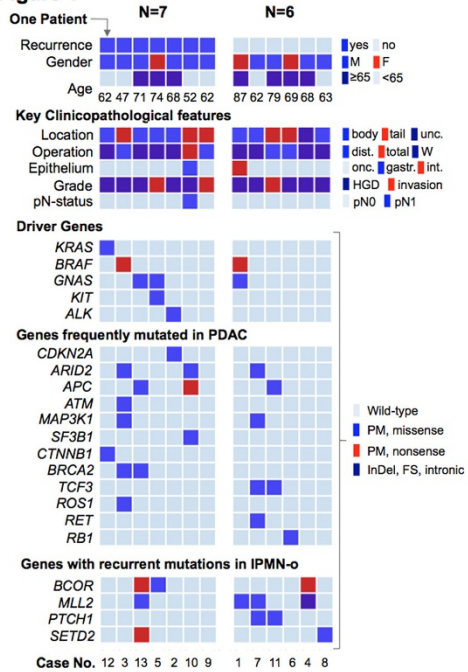 N=7 N=6
One Patient
Recurrence yes no
Gender M F
Age ≥65 <65
62 47 71 74 68 52 62 87 62 79 69 68 63
Key Clinicopathological features
Location body tail unc.
Operation dist. total W
Epithelium onc. gastr. int.
Grade HGD invasion
pN-status pN0 pN1
Driver Genes
KRAS
BRAF
GNAS
KIT
ALK
Genes frequently mutated in PDAC
CDKN2A
ARID2
APC
ATM
MAP3K1
SF3B1
CTNNB1
BRCA2
TCF3
ROS1
RET
RB1
Wild-type
PM, missense
PM, nonsense
InDel, FS, intronic
Genes with recurrent mutations in IPMN-o
BCOR
MLL2
PTCH1
SETD2
Case No. 12 3 13 5 2 10 9 1 7 11 6 4 8